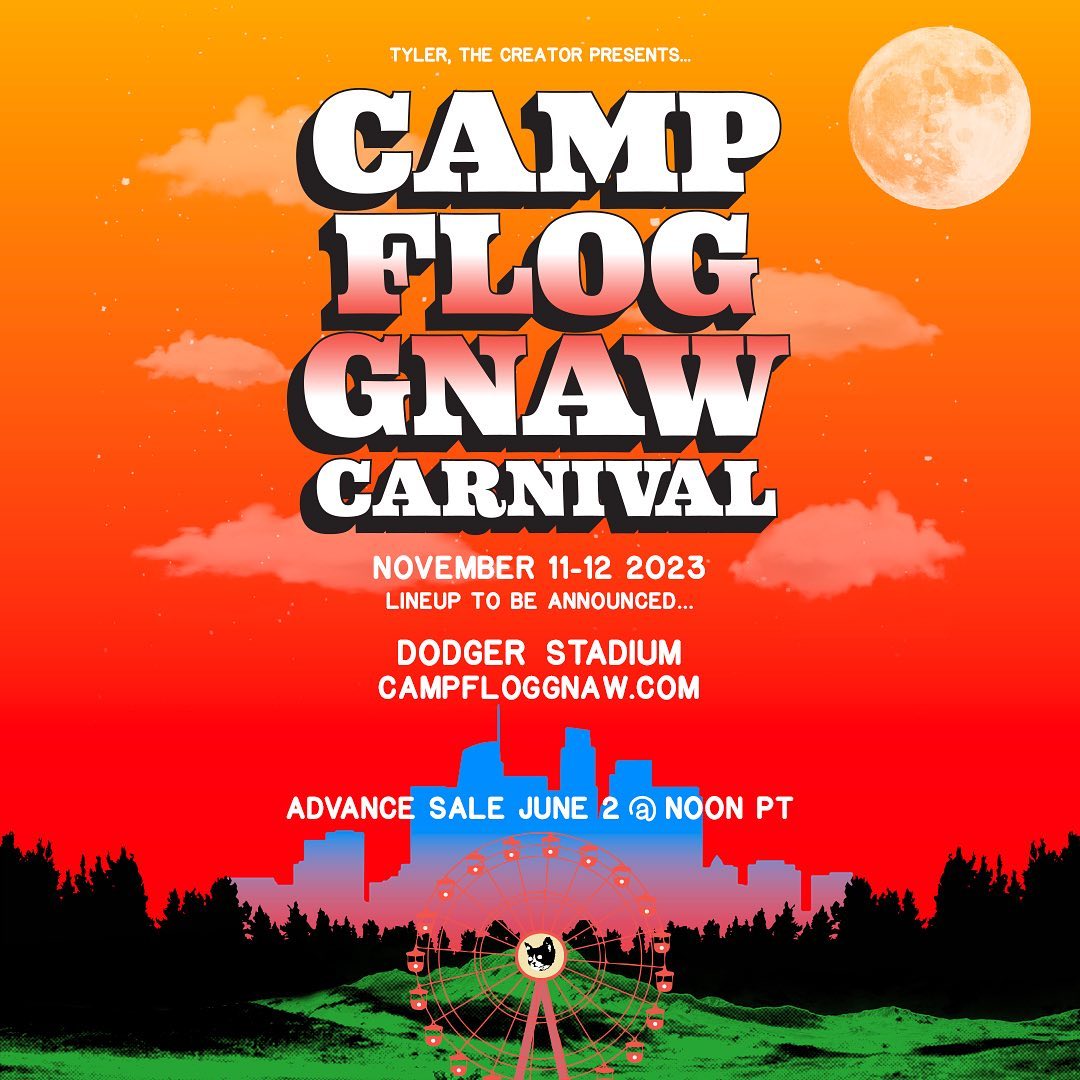 TYLER, THE CREATOR PRESENTS...
CAMP
FLOG
GNAW
CARNIVAL
NOVEMBER 11-12 2023
LINEUP TO BE ANNOUNCED...
DODGER STADIUM
CAMPFLOGGNAW.COM
ADVANCE SALE JUNE 2 @ NOON PT